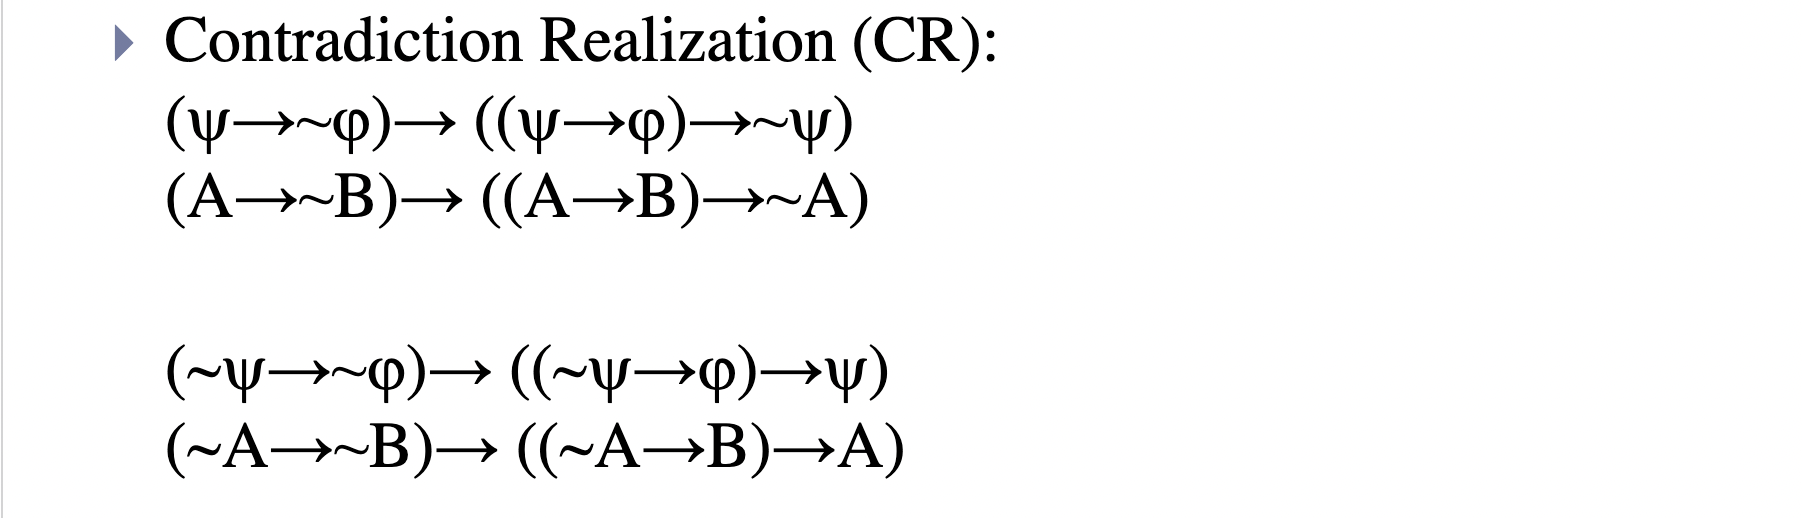 Contradiction Realization (CR):
(ψ→~φ)→ ((ψ→φ)→~ψ)
(A→~B)→ ((A→B)→~A)
(~ψ→~φ)→ ((~ψ→φ)→ψ)
(~A→~B)→ ((~A→B)→A)